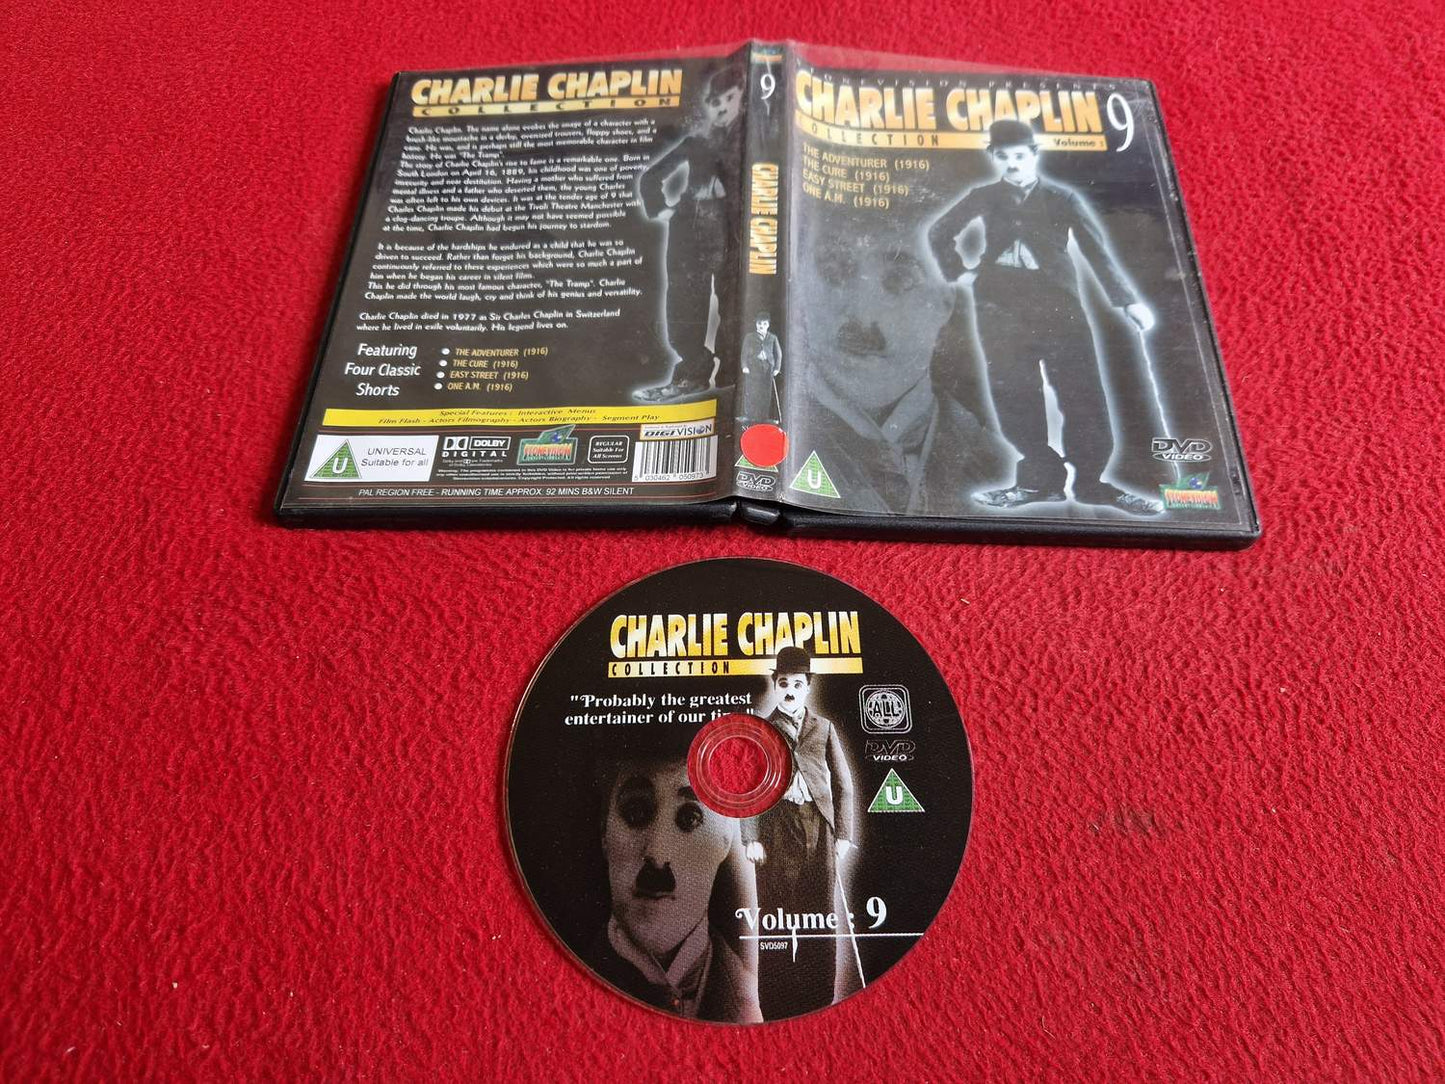 CHARLIE CHAPLIN
COLLECTION
Charlie Chaplin. The name alone evokes the image of a character with a
brush-like moustache in a derby, oversized trousers, floppy shoes, and a
cane. He was, and is perhaps still the most memorable character in film
history. He was "The Tramp".
The story of Charlie Chaplin's rise to fame is a remarkable one. Born in
South London on April 16, 1889, his childhood was one of poverty
insecurity and near destitution. Having a mother who suffered from
mental illness and a father who deserted them, the young Charles
was often left to his own devices. It was at the tender age of 9 that
Charles Chaplin made his debut at the Tivoli Theatre Manchester with
a clog-dancing troupe. Although it may not have seemed possible
at the time, Charlie Chaplin had begun his journey to stardom.
It is because of the hardships he endured as a child that he was so
driven to succeed. Rather than forget his background, Charlie Chaplin
continuously referred to these experiences which were so much a part of
him when he began his career in silent film.
This he did through his most famous character, "The Tramp". Charlie
Chaplin made the world laugh, cry and think of his genius and versatility.
Charlie Chaplin died in 1977 as Sir Charles Chaplin in Switzerland
where he lived in exile voluntarily. His legend lives on.
Featuring
Four Classic
Shorts
THE ADVENTURER (1916)
THE CURE (1916)
EASY STREET (1916)
ONE A.M. (1916)
Special Features : Interactive Menus
Film Flash - Actors Filmography - Actors Biography - Segment Play
U
UNIVERSAL
Suitable for all
DOLBY
DIGITAL
REGULAR
Suitable For
All Screens
DIGIVISION
5 030462 050973
PAL REGION FREE - RUNNING TIME APPROX. 92 MINS B&W SILENT
9
CHARLIE CHAPLIN
DVD
VIDEO
STONEVISION PRESENTS
CHARLIE CHAPLIN 9
COLLECTION Volume :
THE ADVENTURER (1916)
THE CURE (1916)
EASY STREET (1916)
ONE A.M. (1916)
U
DVD
VIDEO
CHARLIE CHAPLIN
COLLECTION
"Probably the greatest
entertainer of our time"
ALL
DVD
VIDEO
U
Volume : 9
SVD5097